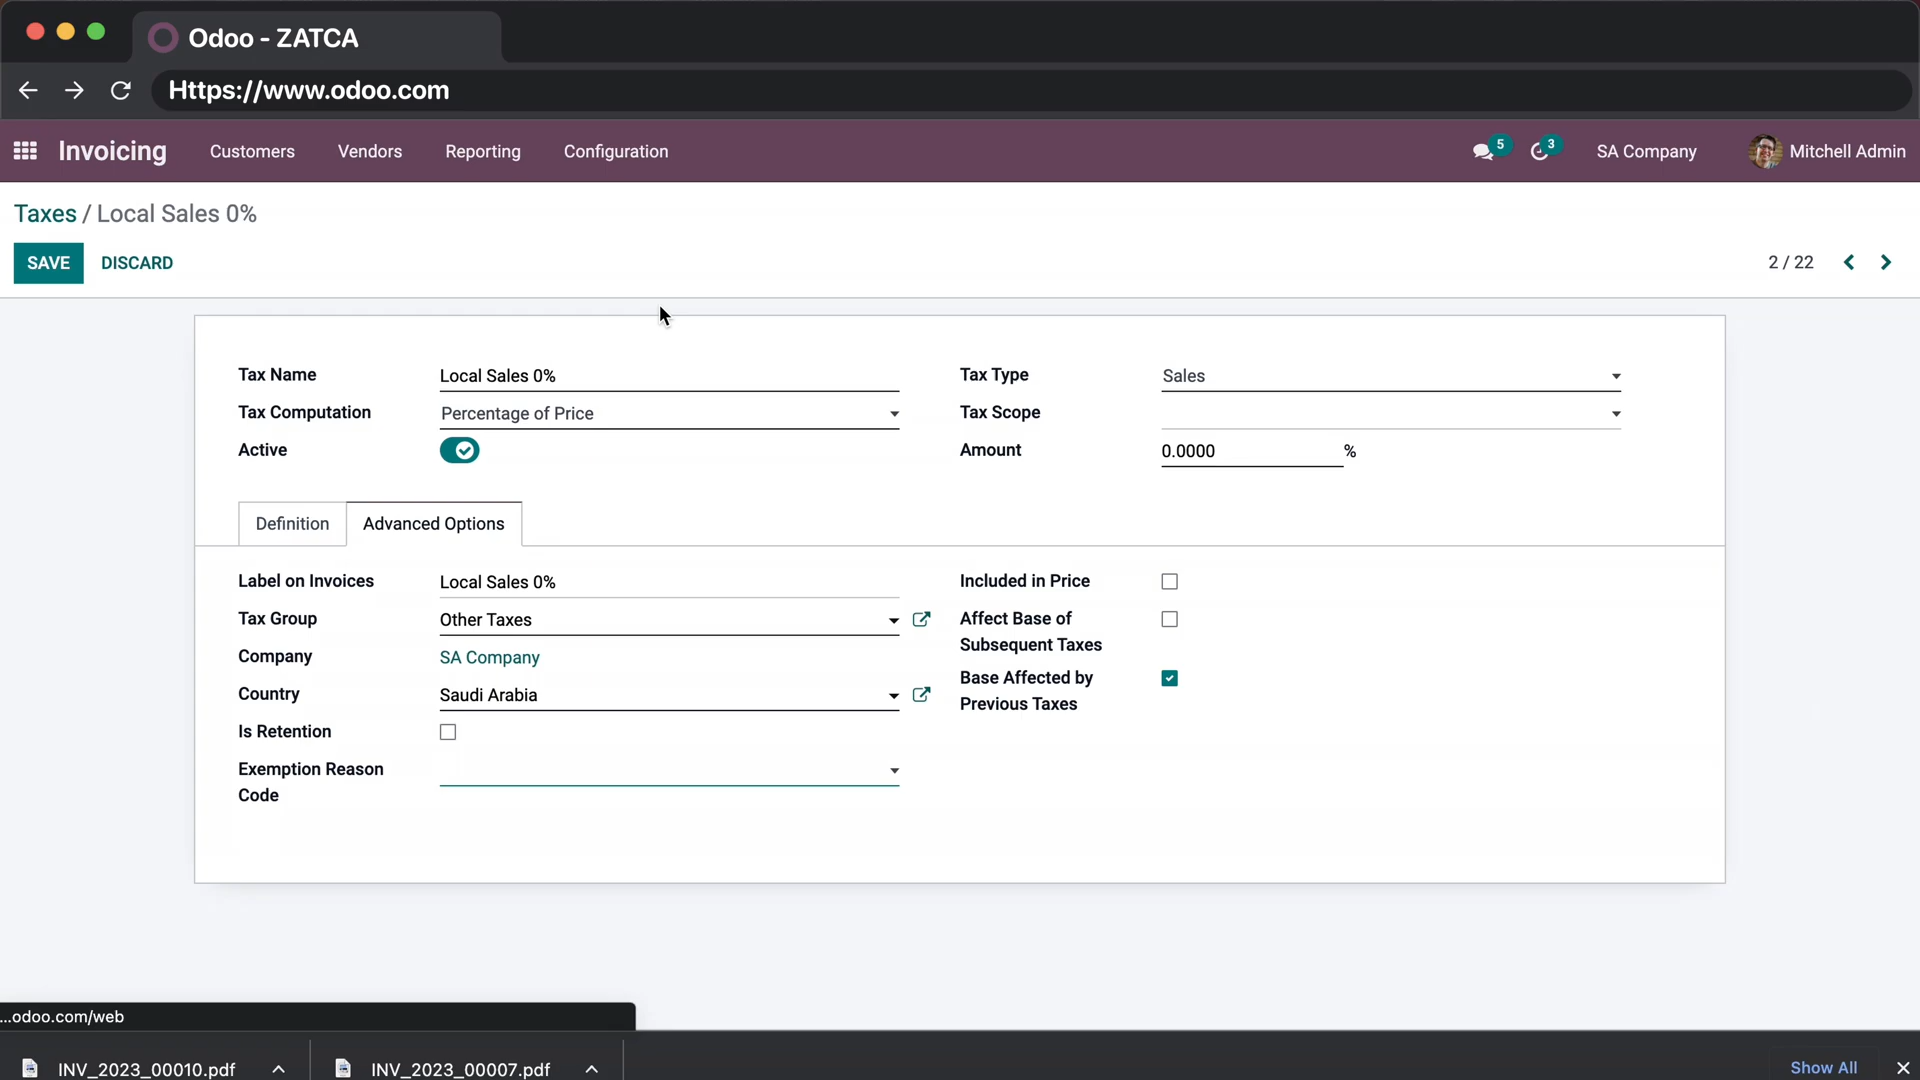 Odoo - ZATCA
Https://www.odoo.com
Invoicing Customers Vendors Reporting Configuration 5 3 SA Company Mitchell Admin
Taxes / Local Sales 0%
SAVE DISCARD 2 / 22
Tax Name Local Sales 0% Tax Type Sales
Tax Computation Percentage of Price Tax Scope
Active Amount 0.0000 %
Definition Advanced Options
Label on Invoices Local Sales 0% Included in Price
Tax Group Other Taxes Affect Base of
Subsequent Taxes
Company SA Company
Base Affected by
Previous Taxes
Country Saudi Arabia
Is Retention
Exemption Reason
Code
...odoo.com/web
INV_2023_00010.pdf INV_2023_00007.pdf Show All